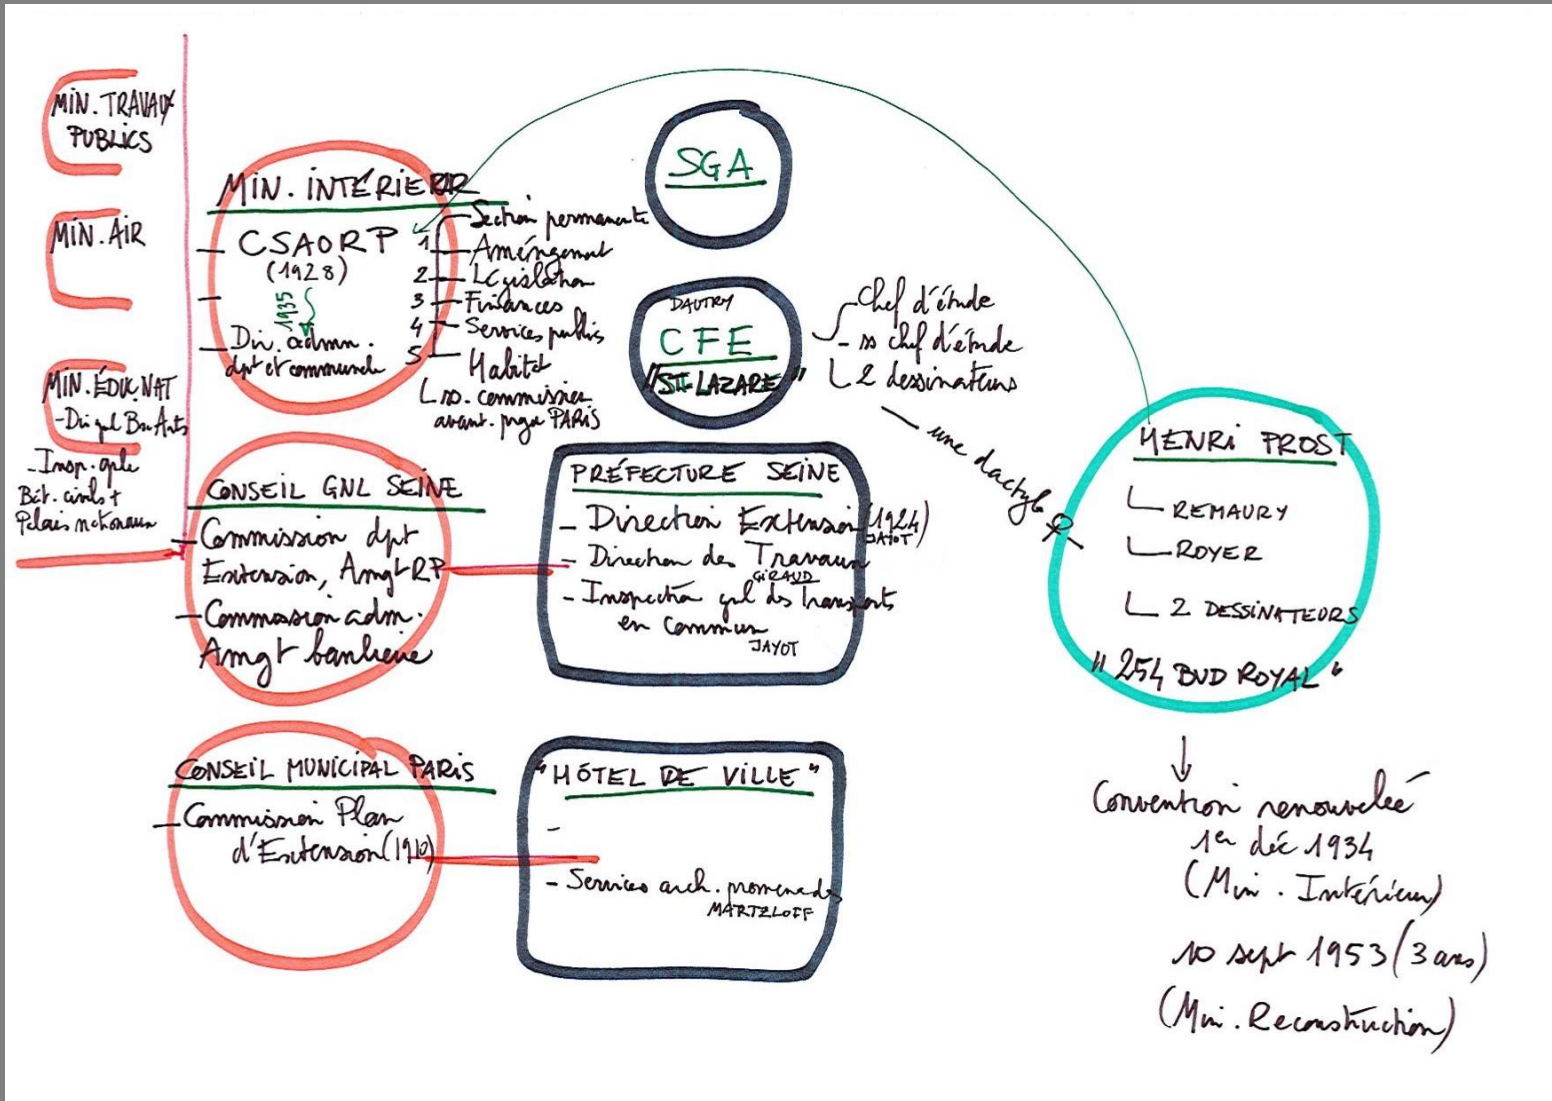 MIN. TRAVAUX
PUBLICS
MIN. AIR
MIN. ÉDUC. NAT
- Dir gul Bx Arts
- Insp. gple
Bât. civils +
Palais nationaux
MIN. INTÉRIEUR
CSAORP
(1928)
1935
Dir. admn.
dpt et communale
Section permanente
1 Aménagement
2 Législation
3 Finances
4 Services publics
5 Habitat
ss. commission
avant. projet PARIS
CONSEIL GNL SEINE
- Commission dpt
Extension, Amgt RP
- Commission adm.
Amgt banlieue
CONSEIL MUNICIPAL PARIS
- Commission Plan
d'Extension (1910)
SGA
DAUTRY
CFE
"ST LAZARE"
Chef d'étude
- ss chef d'étude
2 dessinateurs
- une dactylo
PRÉFECTURE SEINE
- Direction Extension (1924)
JAYOT
- Direction des Travaux
GIRAUD
- Inspection gul des transports
en commun
JAYOT
"HÔTEL DE VILLE"
-
- Services arch. promenades
MARTZLOFF
HENRI PROST
REMAURY
ROYER
2 DESSINATEURS
"254 BVD ROYAL"
Convention renouvelée
1er déc 1934
(Min. Intérieur)
10 sept 1953 (3 ans)
(Min. Reconstruction)